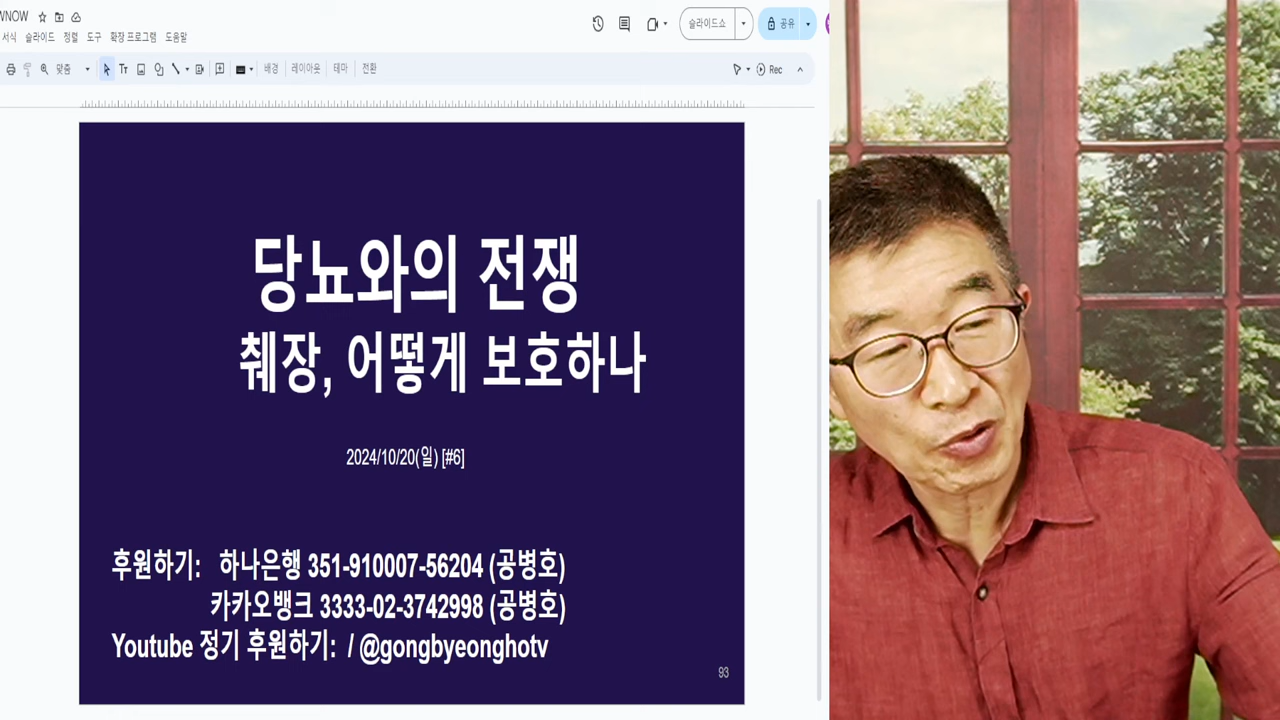 WNOW
서식 슬라이드 정렬 도구 확장 프로그램 도움말
슬라이드쇼
공유
맞춤
배경 레이아웃 테마 전환
Rec
당뇨와의 전쟁
췌장, 어떻게 보호하나
2024/10/20(일) [#6]
후원하기: 하나은행 351-910007-56204 (공병호)
카카오뱅크 3333-02-3742998 (공병호)
Youtube 정기 후원하기: / @gongbyeonghotv
93